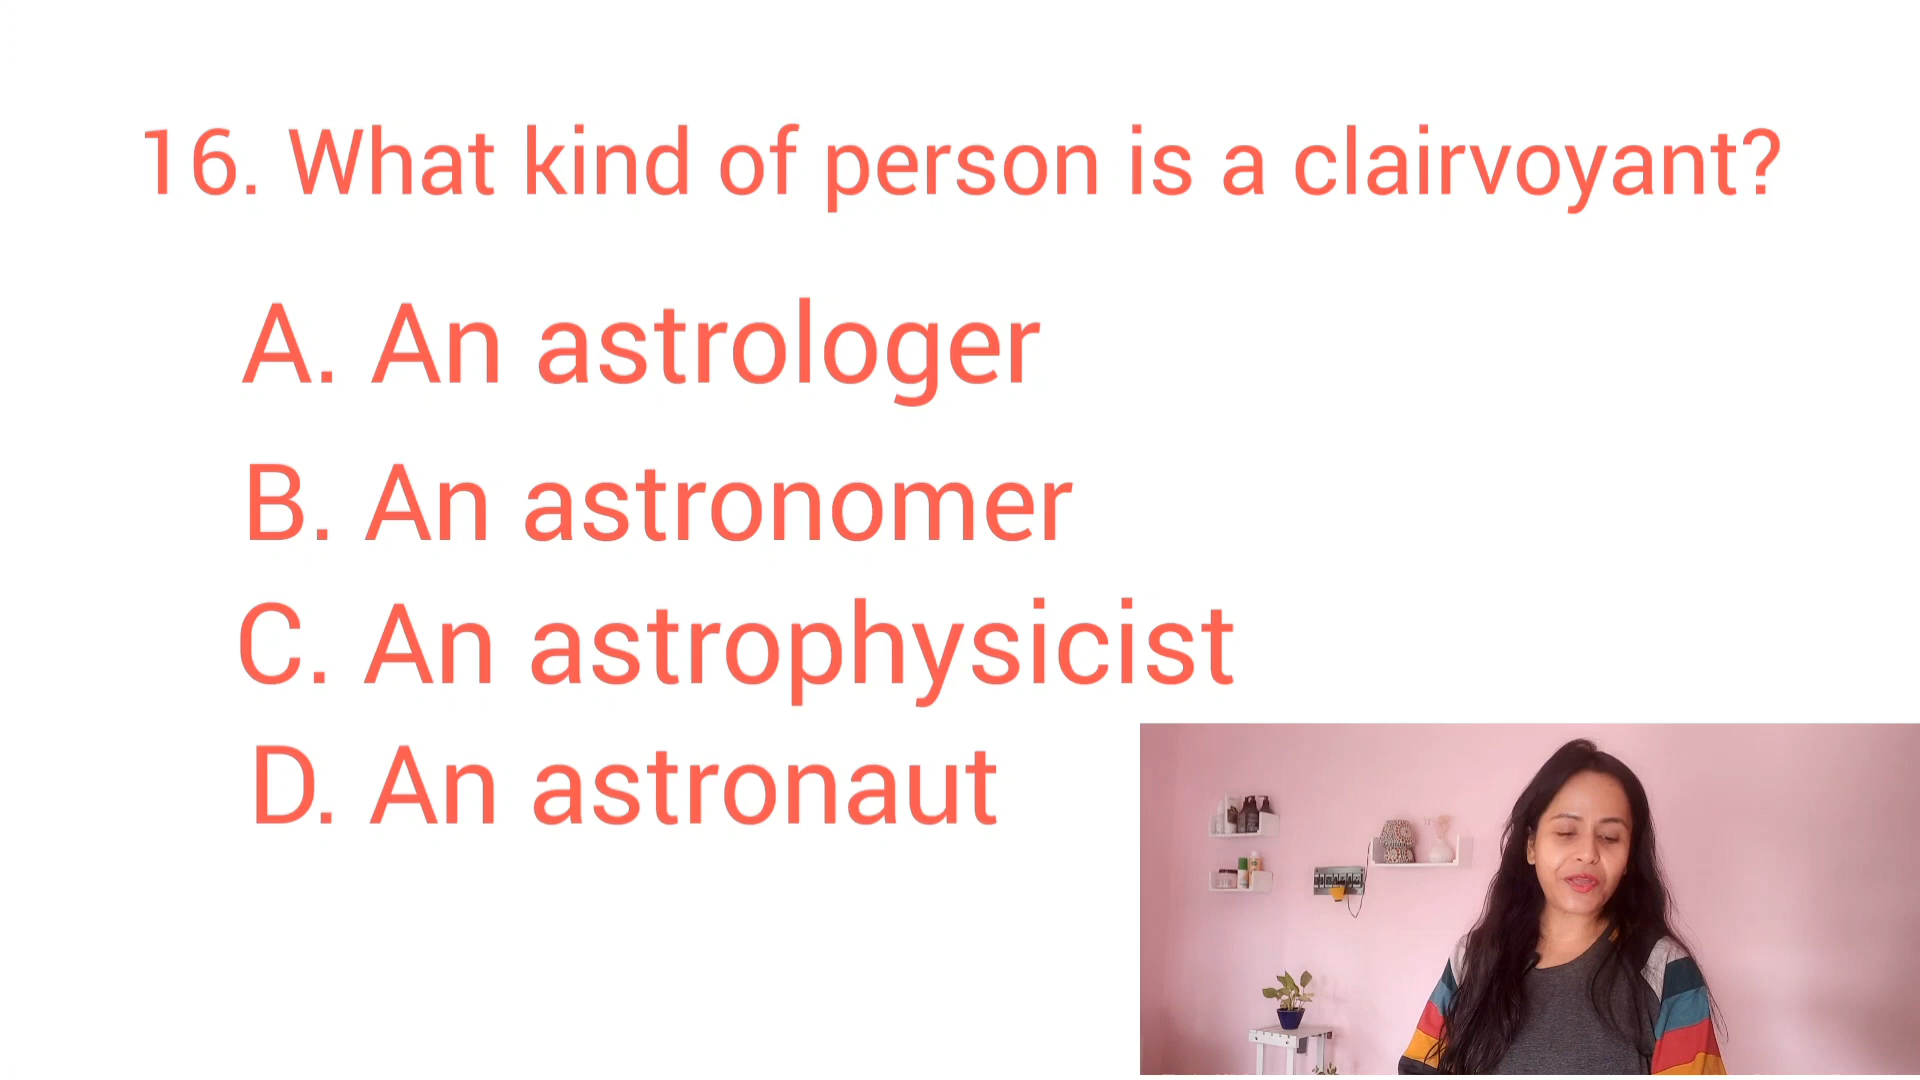 16. What kind of person is a clairvoyant?
A. An astrologer
B. An astronomer
C. An astrophysicist
D. An astronaut